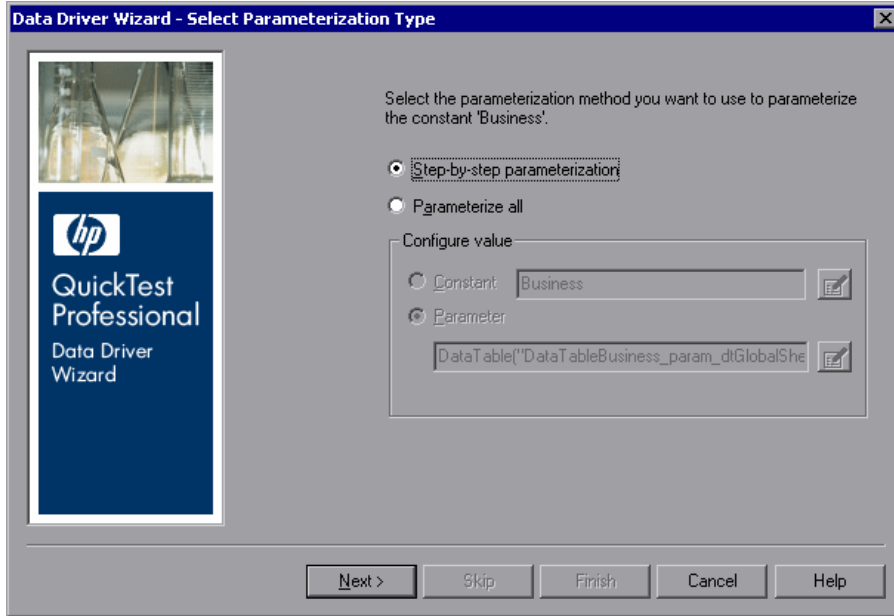 Data Driver Wizard - Select Parameterization Type
hp
QuickTest
Professional
Data Driver
Wizard
Select the parameterization method you want to use to parameterize
the constant 'Business'.
Step-by-step parameterization
Parameterize all
Configure value
Constant
Business
Parameter
DataTable("DataTableBusiness_param_dtGlobalShe
Next >
Skip
Finish
Cancel
Help